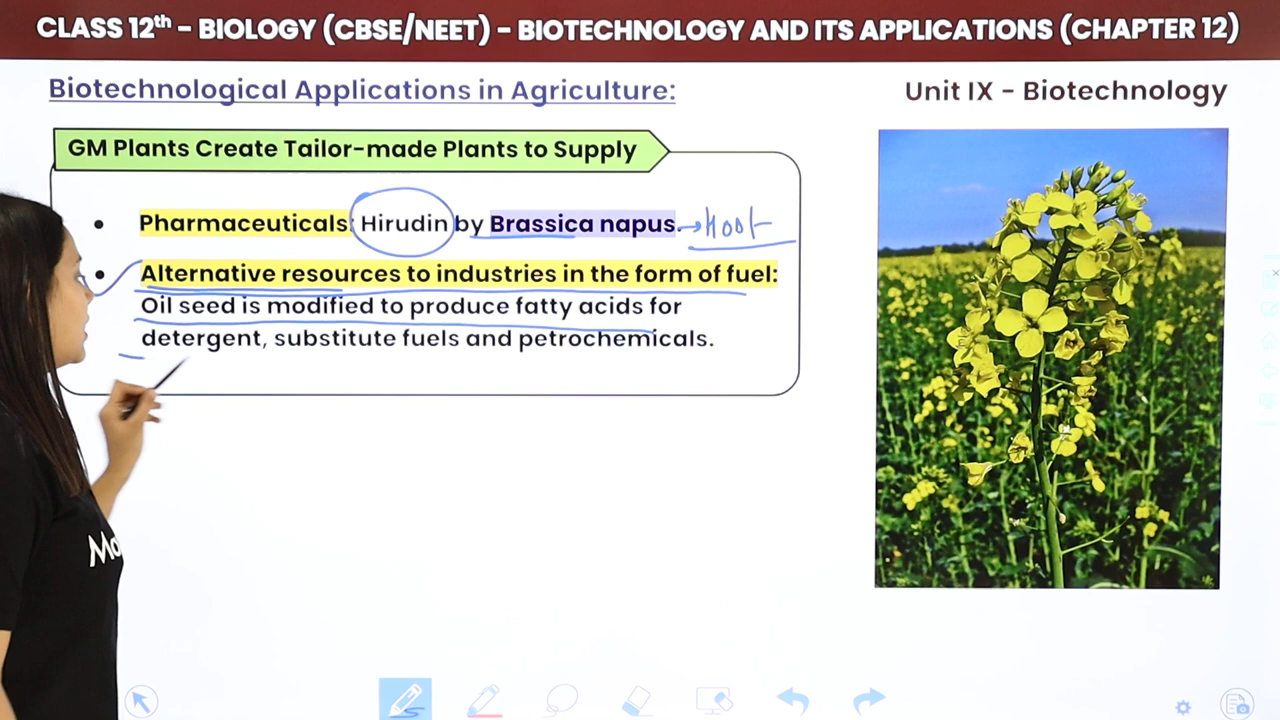 CLASS 12th – BIOLOGY (CBSE/NEET) – BIOTECHNOLOGY AND ITS APPLICATIONS (CHAPTER 12)
Biotechnological Applications in Agriculture:
Unit IX – Biotechnology
GM Plants Create Tailor-made Plants to Supply
• Pharmaceuticals: Hirudin by Brassica napus.
• Alternative resources to industries in the form of fuel:
Oil seed is modified to produce fatty acids for
detergent, substitute fuels and petrochemicals.